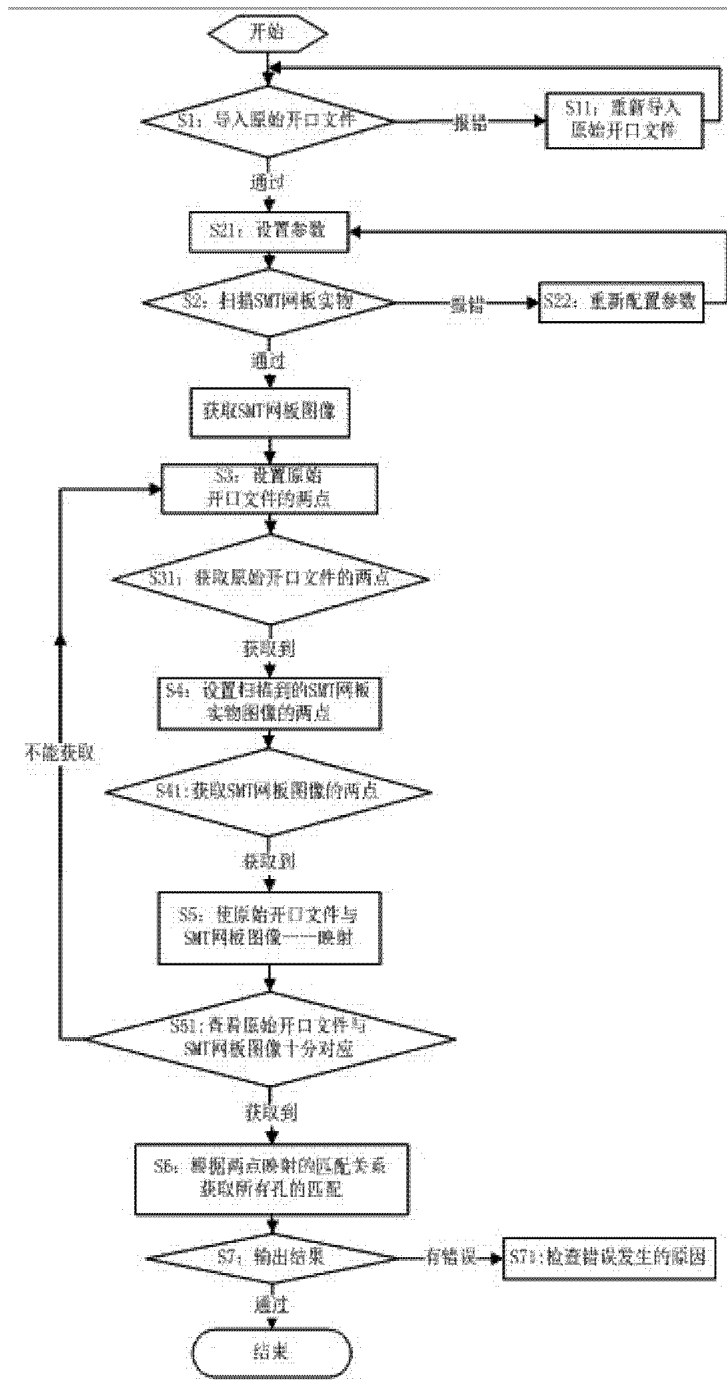 开始
S1：导入原始开口文件
报错
S11：重新导入
原始开口文件
通过
S21：设置参数
S2：扫描SMT网板实物
报错
S22：重新配置参数
通过
获取SMT网板图像
S3：设置原始
开口文件的两点
S31：获取原始开口文件的两点
获取到
S4：设置扫描到的SMT网板
实物图像的两点
不能获取
S41:获取SMT网板图像的两点
获取到
S5：使原始开口文件与
SMT网板图像一一映射
S51:查看原始开口文件与
SMT网板图像十分对应
获取到
S6：根据两点映射的匹配关系
获取所有孔的匹配
S7：输出结果
有错误
S71:检查错误发生的原因
通过
结束